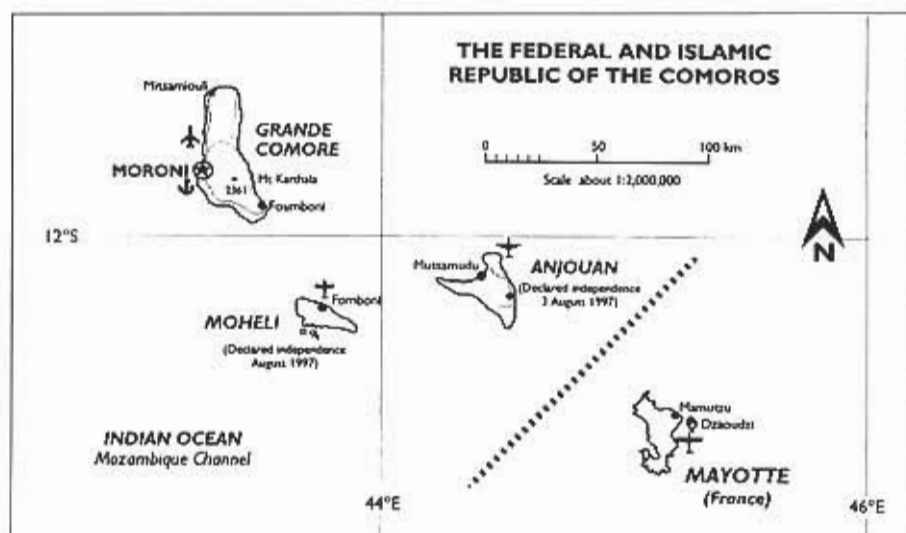 THE FEDERAL AND ISLAMIC
REPUBLIC OF THE COMOROS
0 50 100 km
Scale about 1:2,000,000
Mitsamiouli
GRANDE
COMORE
MORONI
Mt Karthala
2361
Foumboni
12°S
N
Mutsamudu
ANJOUAN
(Declared independence
3 August 1997)
Fomboni
MOHELI
(Declared independence
August 1997)
Mamutzu
Dzaoudzi
INDIAN OCEAN
Mozambique Channel
MAYOTTE
(France)
44°E
46°E